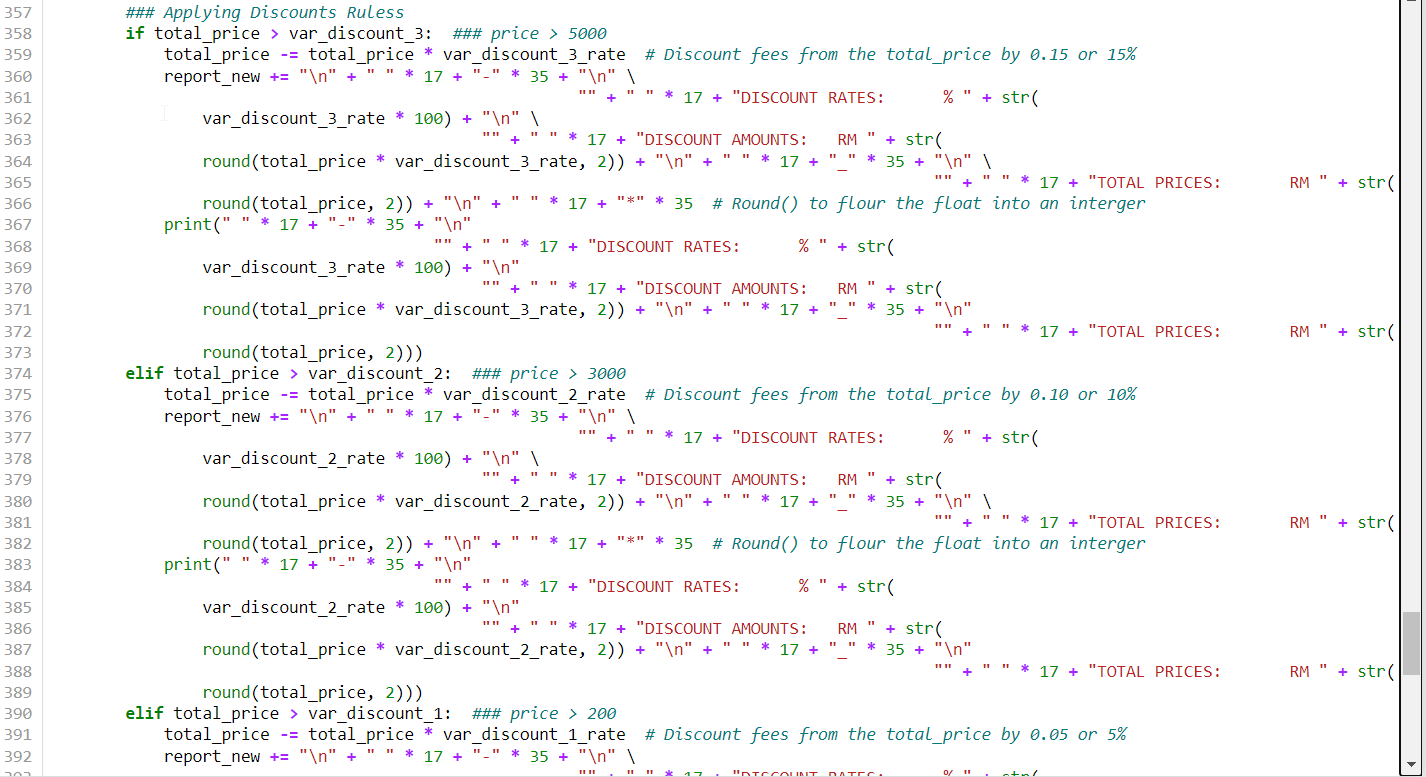 357 ### Applying Discounts Ruless
358 if total_price > var_discount_3: ### price > 5000
359 total_price -= total_price * var_discount_3_rate # Discount fees from the total_price by 0.15 or 15%
360 report_new += "\n" + " " * 17 + "-" * 35 + "\n" \
361 "" + " " * 17 + "DISCOUNT RATES:      % " + str(
362 var_discount_3_rate * 100) + "\n" \
363 "" + " " * 17 + "DISCOUNT AMOUNTS:   RM " + str(
364 round(total_price * var_discount_3_rate, 2)) + "\n" + " " * 17 + "_" * 35 + "\n" \
365 "" + " " * 17 + "TOTAL PRICES:       RM " + str(
366 round(total_price, 2)) + "\n" + " " * 17 + "*" * 35 # Round() to flour the float into an interger
367 print(" " * 17 + "-" * 35 + "\n"
368 "" + " " * 17 + "DISCOUNT RATES:      % " + str(
369 var_discount_3_rate * 100) + "\n"
370 "" + " " * 17 + "DISCOUNT AMOUNTS:   RM " + str(
371 round(total_price * var_discount_3_rate, 2)) + "\n" + " " * 17 + "_" * 35 + "\n"
372 "" + " " * 17 + "TOTAL PRICES:       RM " + str(
373 round(total_price, 2)))
374 elif total_price > var_discount_2: ### price > 3000
375 total_price -= total_price * var_discount_2_rate # Discount fees from the total_price by 0.10 or 10%
376 report_new += "\n" + " " * 17 + "-" * 35 + "\n" \
377 "" + " " * 17 + "DISCOUNT RATES:      % " + str(
378 var_discount_2_rate * 100) + "\n" \
379 "" + " " * 17 + "DISCOUNT AMOUNTS:   RM " + str(
380 round(total_price * var_discount_2_rate, 2)) + "\n" + " " * 17 + "_" * 35 + "\n" \
381 "" + " " * 17 + "TOTAL PRICES:       RM " + str(
382 round(total_price, 2)) + "\n" + " " * 17 + "*" * 35 # Round() to flour the float into an interger
383 print(" " * 17 + "-" * 35 + "\n"
384 "" + " " * 17 + "DISCOUNT RATES:      % " + str(
385 var_discount_2_rate * 100) + "\n"
386 "" + " " * 17 + "DISCOUNT AMOUNTS:   RM " + str(
387 round(total_price * var_discount_2_rate, 2)) + "\n" + " " * 17 + "_" * 35 + "\n"
388 "" + " " * 17 + "TOTAL PRICES:       RM " + str(
389 round(total_price, 2)))
390 elif total_price > var_discount_1: ### price > 200
391 total_price -= total_price * var_discount_1_rate # Discount fees from the total_price by 0.05 or 5%
392 report_new += "\n" + " " * 17 + "-" * 35 + "\n" \